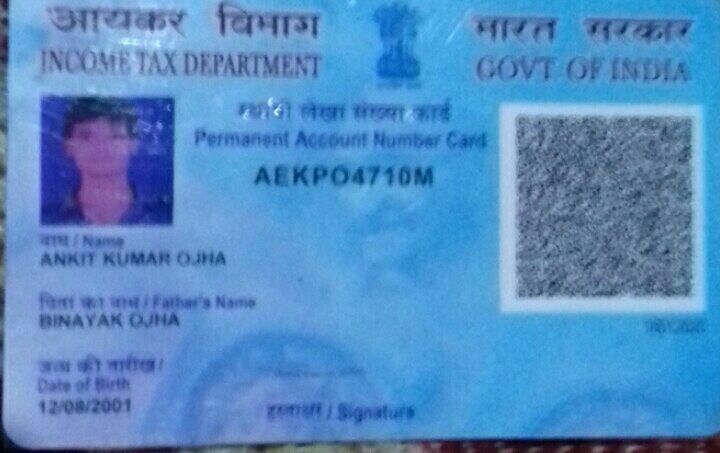 आयकर विभाग
भारत सरकार
INCOME TAX DEPARTMENT
GOVT OF INDIA
स्थायी लेखा संख्या कार्ड
Permanent Account Number Card
AEKPO4710M
नाम / Name
ANKIT KUMAR OJHA
पिता का नाम / Father's Name
BINAYAK OJHA
जन्म की तारीख /
Date of Birth
12/08/2001
हस्ताक्षर / Signature